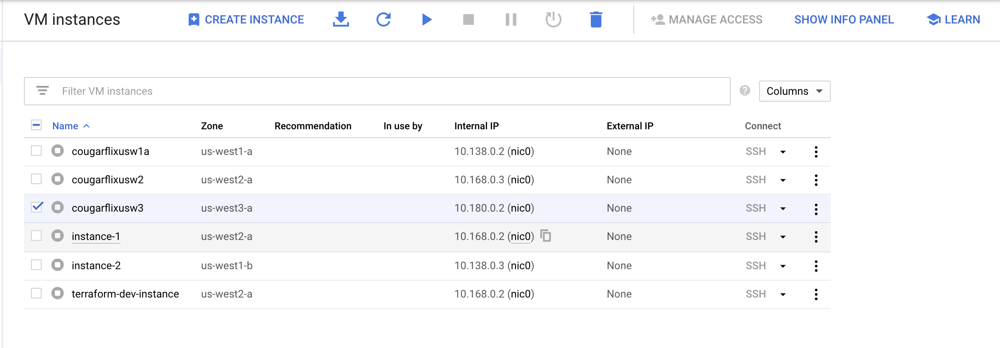 VM instances CREATE INSTANCE MANAGE ACCESS SHOW INFO PANEL LEARN
Filter VM instances ? Columns
Name Zone Recommendation In use by Internal IP External IP Connect
cougarflixusw1a us-west1-a 10.138.0.2 (nic0) None SSH
cougarflixusw2 us-west2-a 10.168.0.3 (nic0) None SSH
cougarflixusw3 us-west3-a 10.180.0.2 (nic0) None SSH
instance-1 us-west2-a 10.168.0.2 (nic0) None SSH
instance-2 us-west1-b 10.138.0.3 (nic0) None SSH
terraform-dev-instance us-west2-a 10.168.0.2 (nic0) None SSH